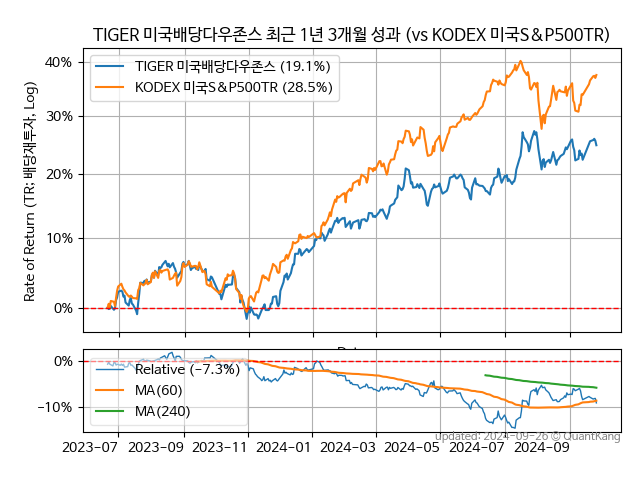 TIGER 미국배당다우존스 최근 1년 3개월 성과 (vs KODEX 미국S&P500TR)
Rate of Return (TR: 배당재투자, Log)
40%
30%
20%
10%
0%
TIGER 미국배당다우존스 (19.1%)
KODEX 미국S&P500TR (28.5%)
0%
−10%
Relative (−7.3%)
MA(60)
MA(240)
updated: 2024-09-26 © QuantKang
2023-07 2023-09 2023-11 2024-01 2024-03 2024-05 2024-07 2024-09